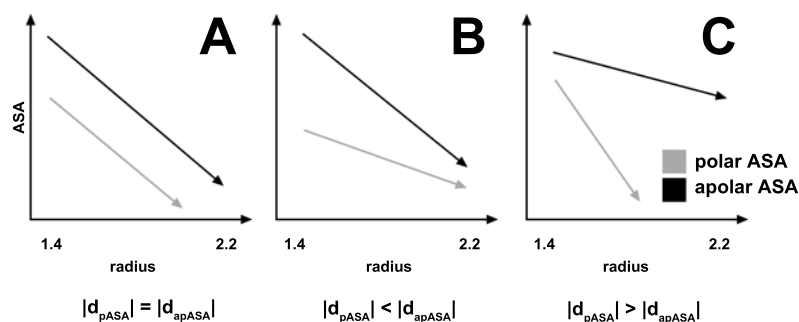 A
B
C
ASA
polar ASA
apolar ASA
1.4 2.2
1.4 2.2
1.4 2.2
radius
radius
radius
|dpASA| = |dapASA|
|dpASA| < |dapASA|
|dpASA| > |dapASA|